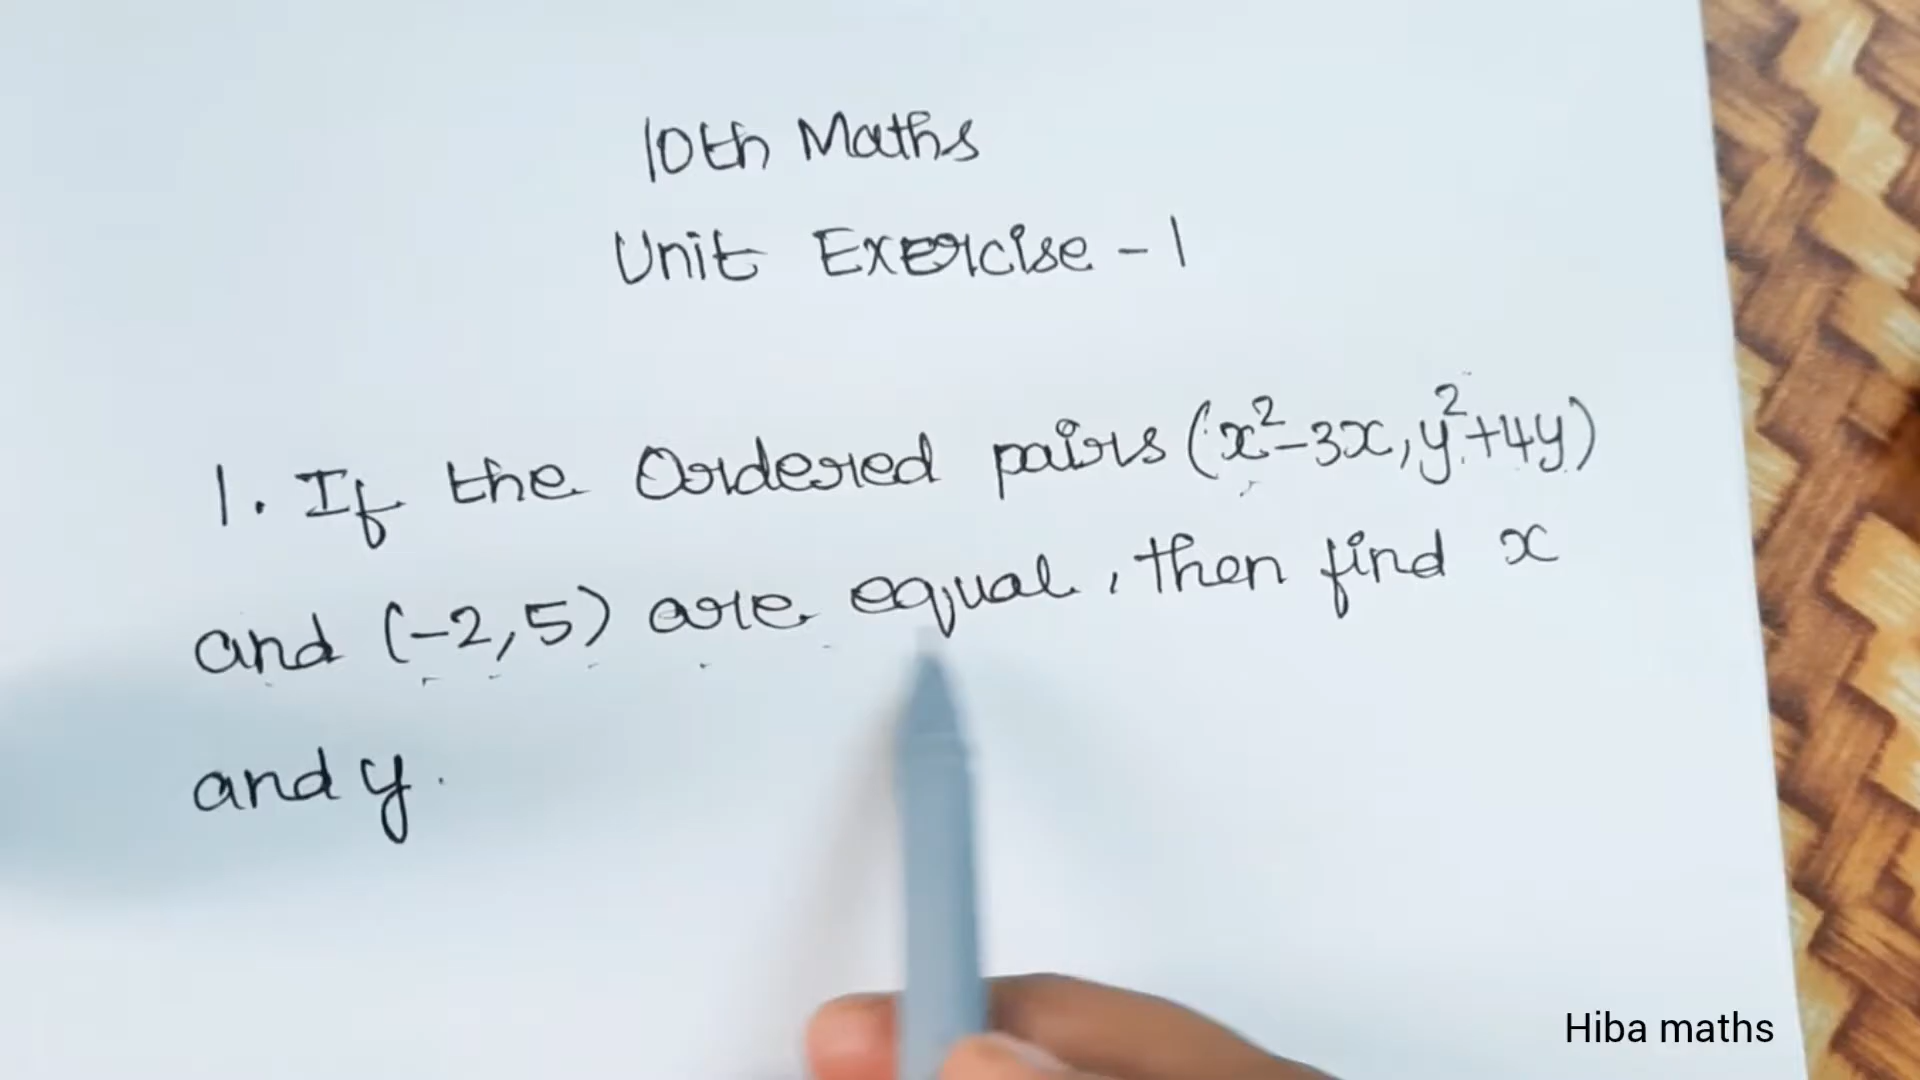 10th Maths
Unit Exercise - 1
1. If the Ordered pairs (x²-3x, y²+4y)
and (-2, 5) are equal, then find x
and y.
Hiba maths